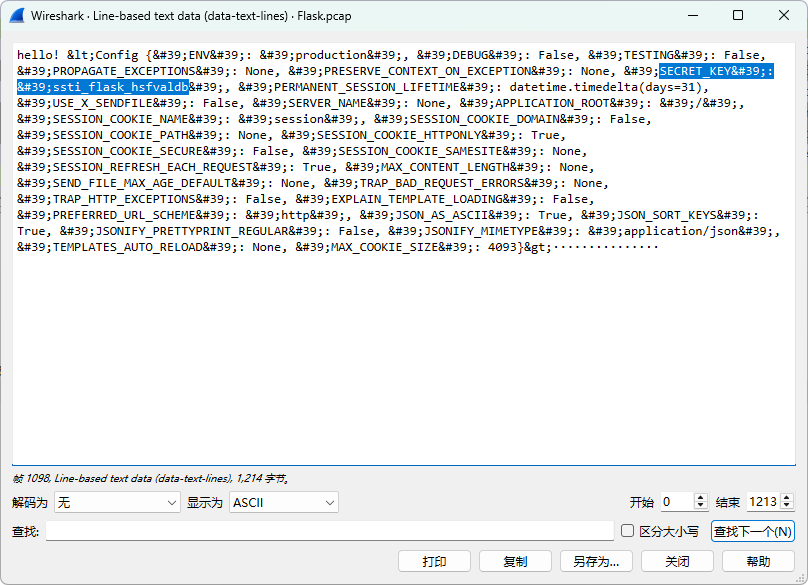 Wireshark · Line-based text data (data-text-lines) · Flask.pcap
hello! &lt;Config {&#39;ENV&#39;: &#39;production&#39;, &#39;DEBUG&#39;: False, &#39;TESTING&#39;: False,
&#39;PROPAGATE_EXCEPTIONS&#39;: None, &#39;PRESERVE_CONTEXT_ON_EXCEPTION&#39;: None, &#39;SECRET_KEY&#39;:
&#39;ssti_flask_hsfvaldb&#39;, &#39;PERMANENT_SESSION_LIFETIME&#39;: datetime.timedelta(days=31),
&#39;USE_X_SENDFILE&#39;: False, &#39;SERVER_NAME&#39;: None, &#39;APPLICATION_ROOT&#39;: &#39;/&#39;,
&#39;SESSION_COOKIE_NAME&#39;: &#39;session&#39;, &#39;SESSION_COOKIE_DOMAIN&#39;: False,
&#39;SESSION_COOKIE_PATH&#39;: None, &#39;SESSION_COOKIE_HTTPONLY&#39;: True,
&#39;SESSION_COOKIE_SECURE&#39;: False, &#39;SESSION_COOKIE_SAMESITE&#39;: None,
&#39;SESSION_REFRESH_EACH_REQUEST&#39;: True, &#39;MAX_CONTENT_LENGTH&#39;: None,
&#39;SEND_FILE_MAX_AGE_DEFAULT&#39;: None, &#39;TRAP_BAD_REQUEST_ERRORS&#39;: None,
&#39;TRAP_HTTP_EXCEPTIONS&#39;: False, &#39;EXPLAIN_TEMPLATE_LOADING&#39;: False,
&#39;PREFERRED_URL_SCHEME&#39;: &#39;http&#39;, &#39;JSON_AS_ASCII&#39;: True, &#39;JSON_SORT_KEYS&#39;:
True, &#39;JSONIFY_PRETTYPRINT_REGULAR&#39;: False, &#39;JSONIFY_MIMETYPE&#39;: &#39;application/json&#39;,
&#39;TEMPLATES_AUTO_RELOAD&#39;: None, &#39;MAX_COOKIE_SIZE&#39;: 4093}&gt;···············
帧 1098, Line-based text data (data-text-lines), 1,214 字节。
解码为 无 显示为 ASCII 开始 0 结束 1213
查找: 区分大小写 查找下一个(N)
打印 复制 另存为... 关闭 帮助